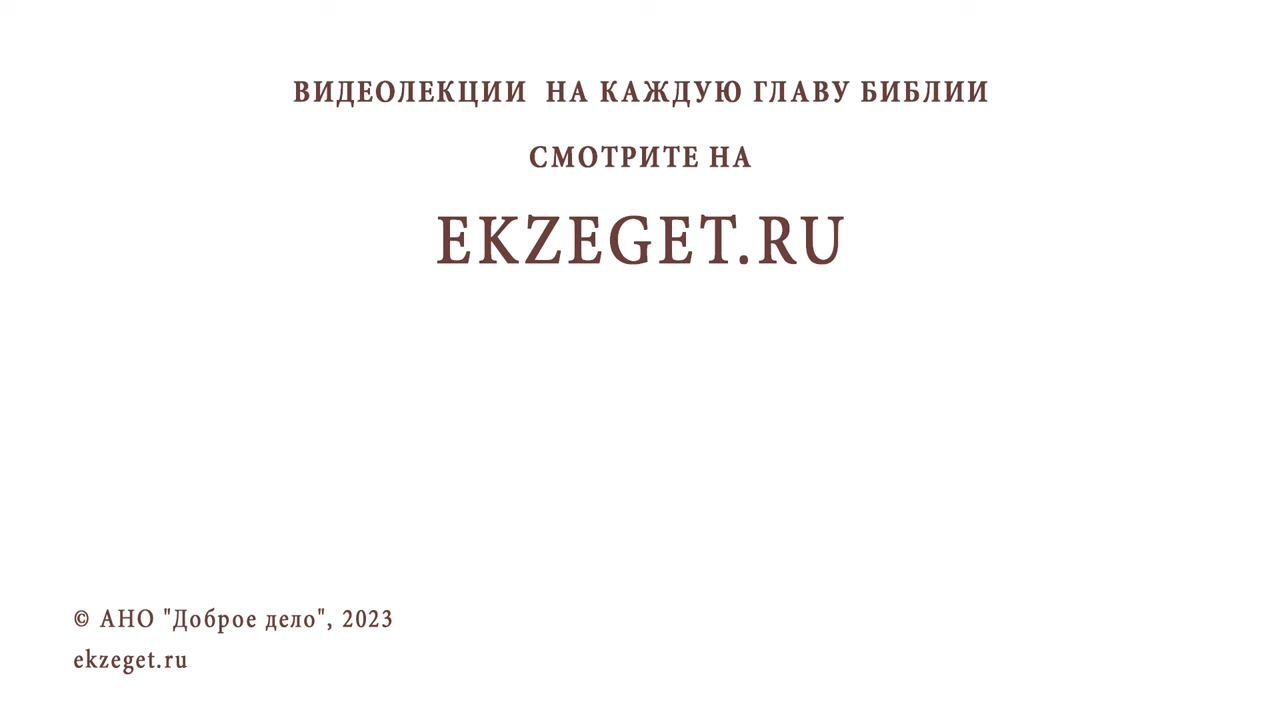 ВИДЕОЛЕКЦИИ НА КАЖДУЮ ГЛАВУ БИБЛИИ
СМОТРИТЕ НА
EKZEGET.RU
© АНО "Доброе дело", 2023
ekzeget.ru